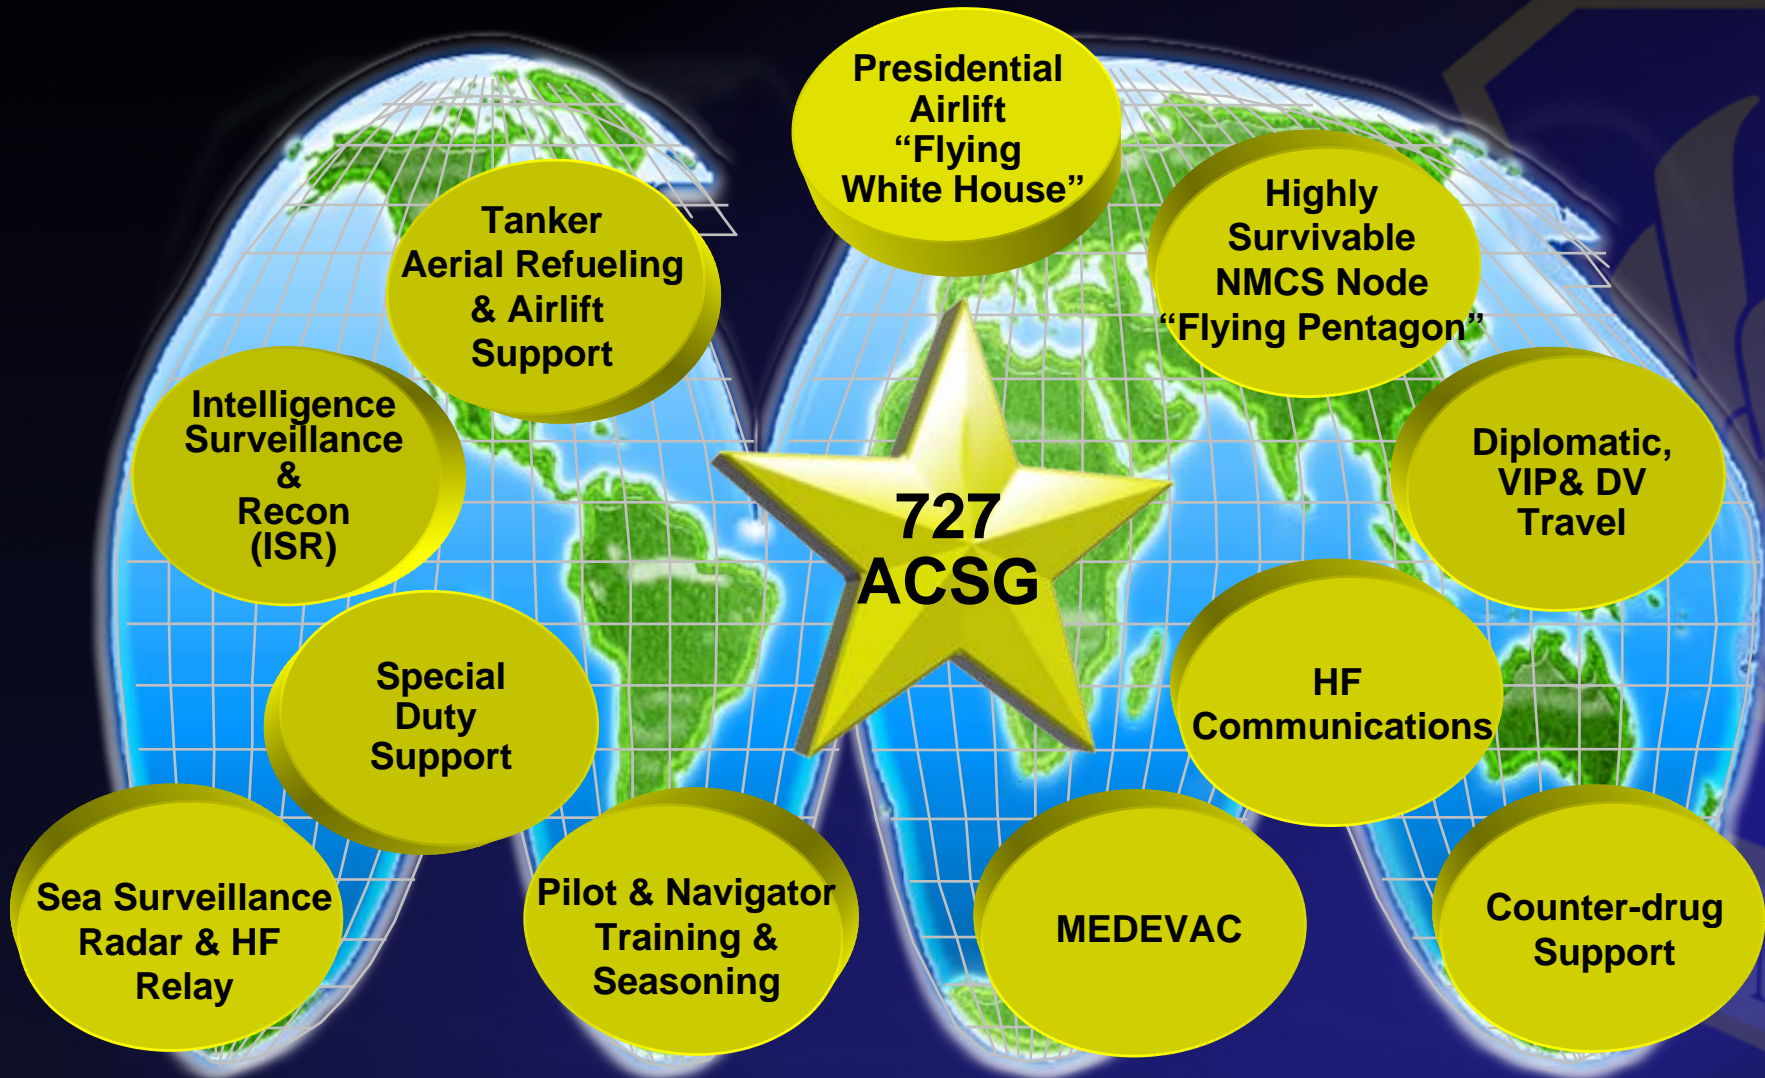 Presidential
Airlift
“Flying
White House”
Tanker
Aerial Refueling
& Airlift
Support
Highly
Survivable
NMCS Node
“Flying Pentagon”
Intelligence
Surveillance
&
Recon
(ISR)
727
ACSG
Diplomatic,
VIP& DV
Travel
Special
Duty
Support
HF
Communications
Sea Surveillance
Radar & HF
Relay
Pilot & Navigator
Training &
Seasoning
MEDEVAC
Counter-drug
Support